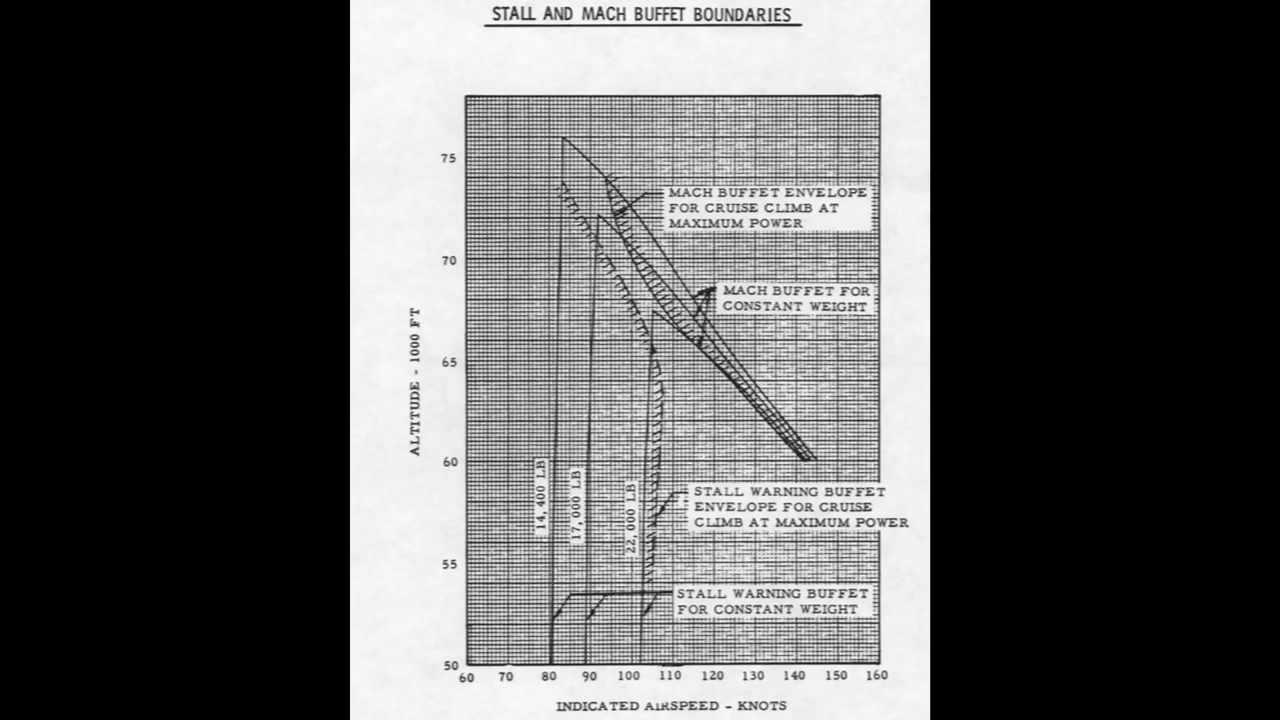 STALL AND MACH BUFFET BOUNDARIES
75
MACH BUFFET ENVELOPE
FOR CRUISE CLIMB AT
MAXIMUM POWER
70
MACH BUFFET FOR
CONSTANT WEIGHT
ALTITUDE - 1000 FT
65
60
14,400 LB
17,000 LB
22,000 LB
STALL WARNING BUFFET
ENVELOPE FOR CRUISE
CLIMB AT MAXIMUM POWER
55
STALL WARNING BUFFET
FOR CONSTANT WEIGHT
50
60 70 80 90 100 110 120 130 140 150 160
INDICATED AIRSPEED - KNOTS